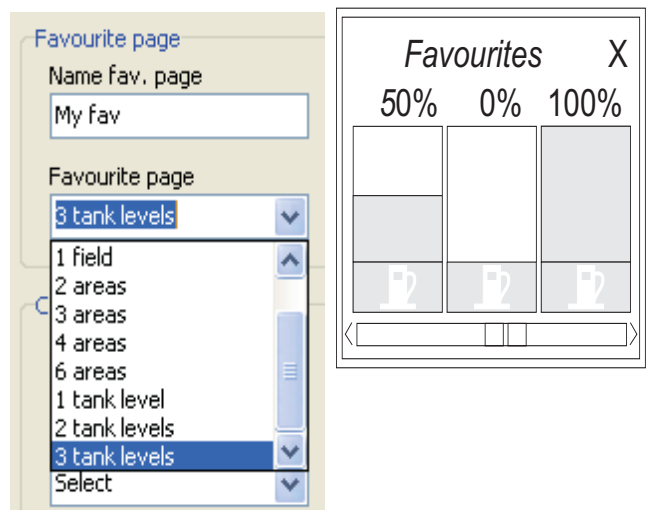 Favourite page
Name fav. page
My fav
Favourite page
3 tank levels
1 field
2 areas
3 areas
4 areas
6 areas
1 tank level
2 tank levels
3 tank levels
C
Select
Favourites X
50% 0% 100%